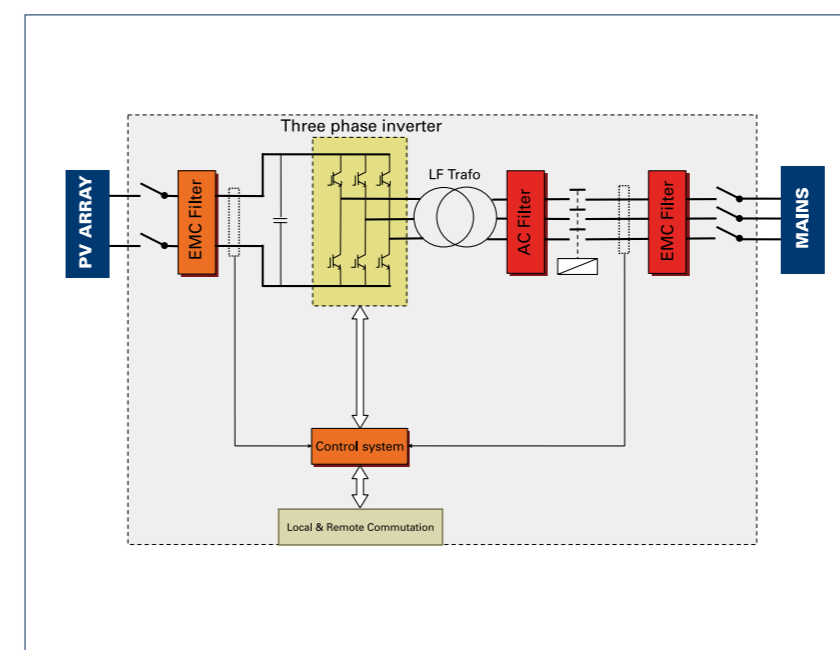 Three phase inverter
PV ARRAY
EMC Filter
LF Trafo
AC Filter
EMC Filter
MAINS
Control system
Local & Remote Commutation